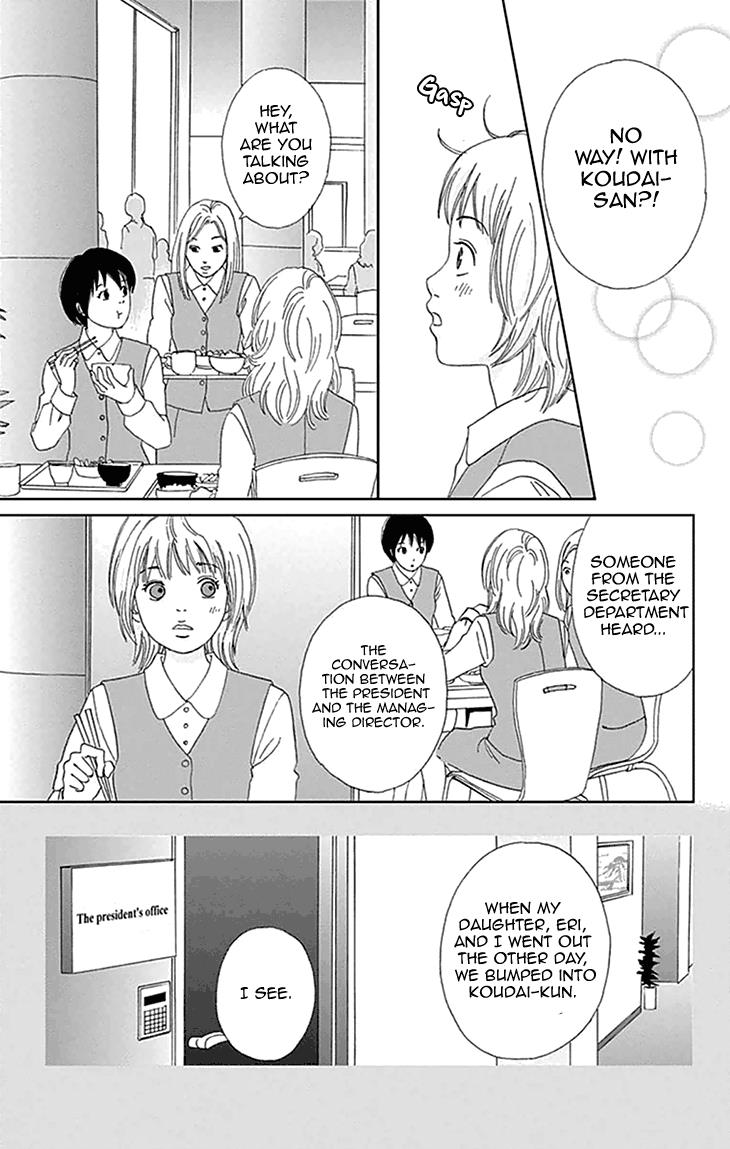 NO
WAY! WITH
KOUDAI-
SAN?!
Gasp
HEY,
WHAT
ARE YOU
TALKING
ABOUT?
SOMEONE
FROM THE
SECRETARY
DEPARTMENT
HEARD...
THE
CONVERSA-
TION BETWEEN
THE PRESIDENT
AND THE MANAG-
ING DIRECTOR.
WHEN MY
DAUGHTER, ERI,
AND I WENT OUT
THE OTHER DAY,
WE BUMPED INTO
KOUDAI-KUN.
I SEE.
The president's office